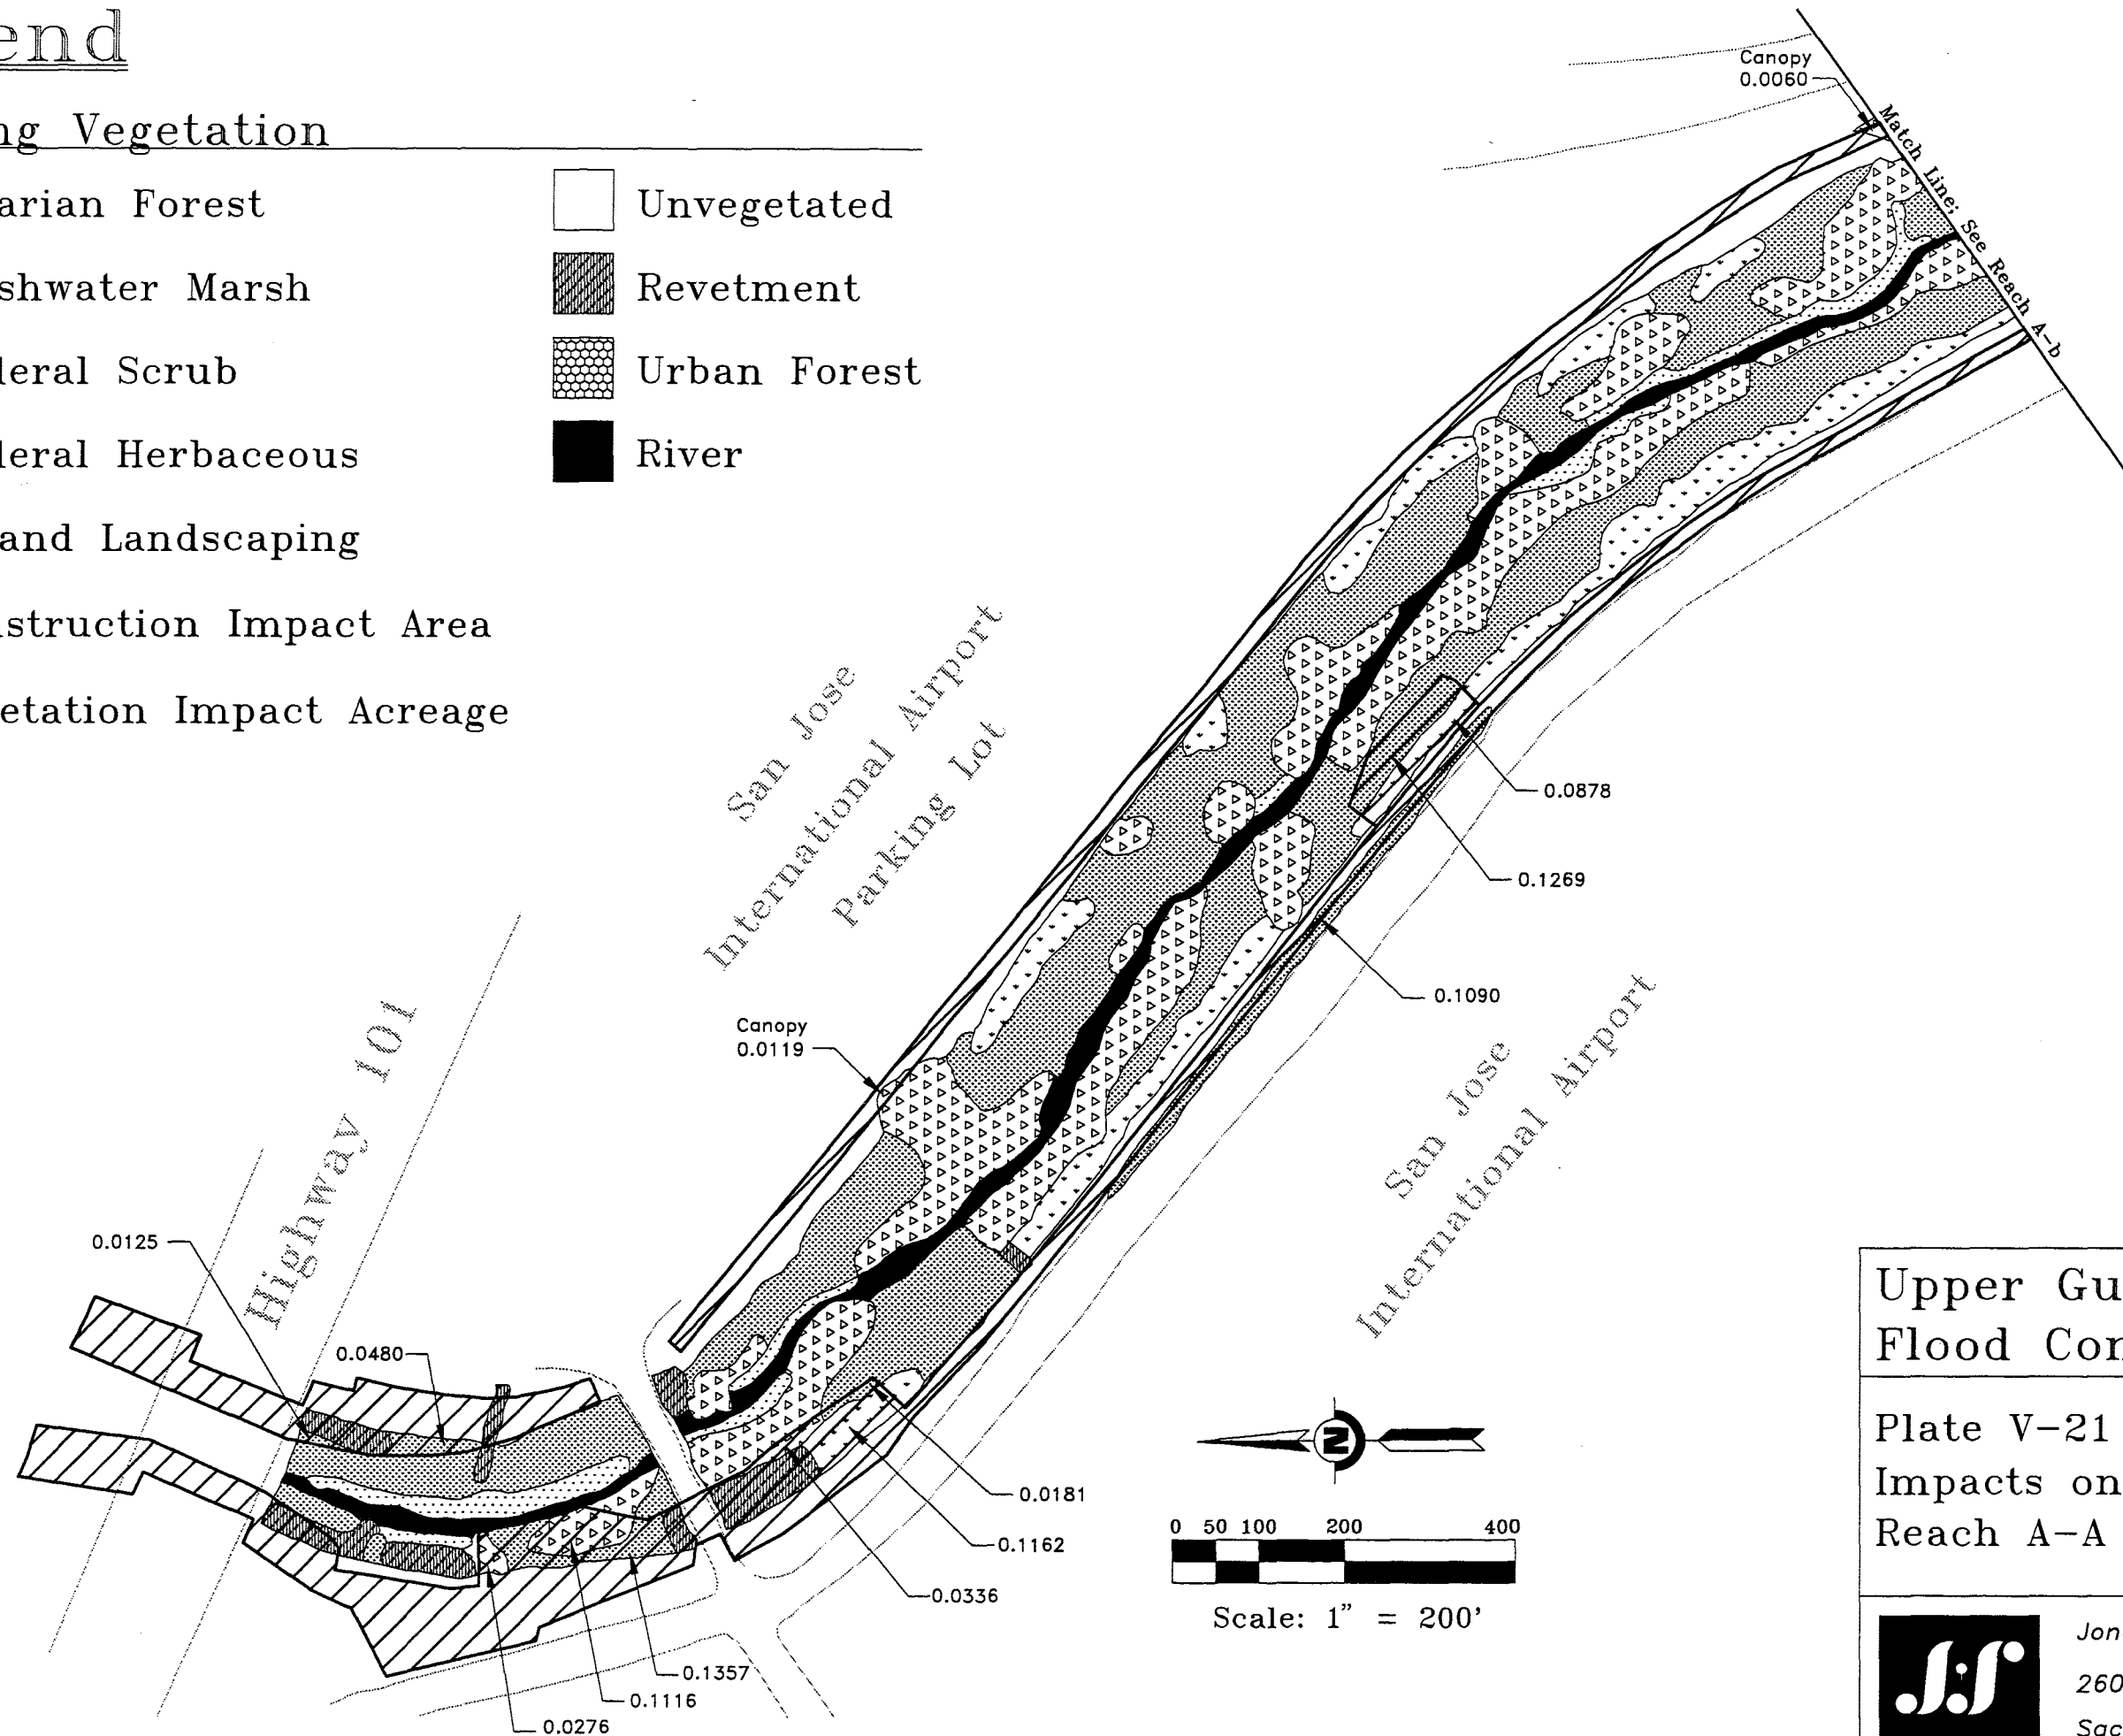 end
ng Vegetation
arian Forest
shwater Marsh
leral Scrub
leral Herbaceous
and Landscaping
nstruction Impact Area
etation Impact Acreage
Unvegetated
Revetment
Urban Forest
River
Canopy
0.0060
Match Line; See Reach A-b
San Jose
International Airport
Parking Lot
0.0878
0.1269
0.1090
Canopy
0.0119
San Jose
International Airport
Highway 101
0.0125
0.0480
0.0181
0.1162
0.0336
0.1357
0.1116
0.0276
N
0 50 100 200 400
Scale: 1" = 200'
Upper Gu
Flood Con
Plate V-21
Impacts on
Reach A-A
Jon
260
Sac